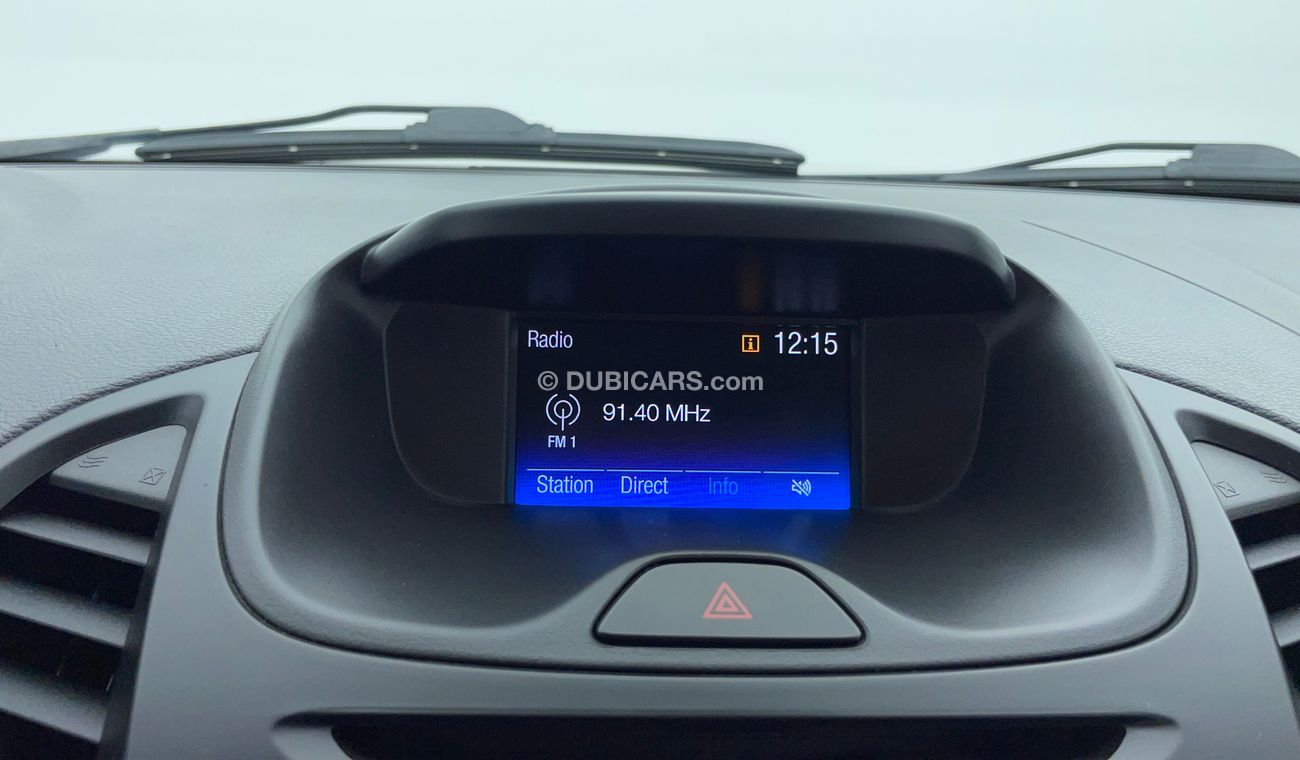 Radio 12:15
© DUBICARS.com
91.40 MHz
FM 1
Station Direct Info